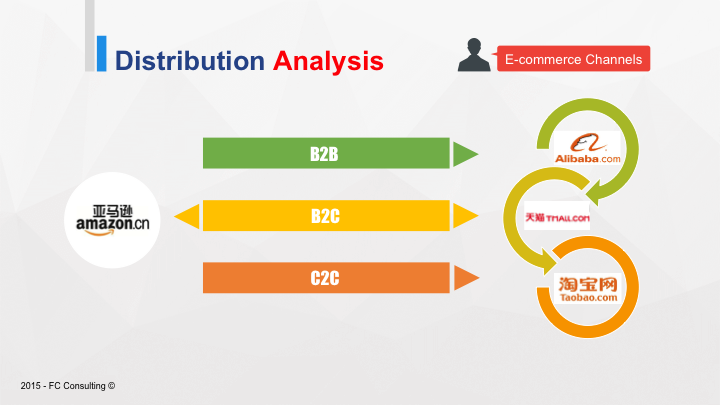 Distribution Analysis
E-commerce Channels
B2B
Alibaba.com
亚马逊
amazon.cn
B2C
天猫 TMALL.COM
C2C
淘宝网
Taobao.com
2015 - FC Consulting ©